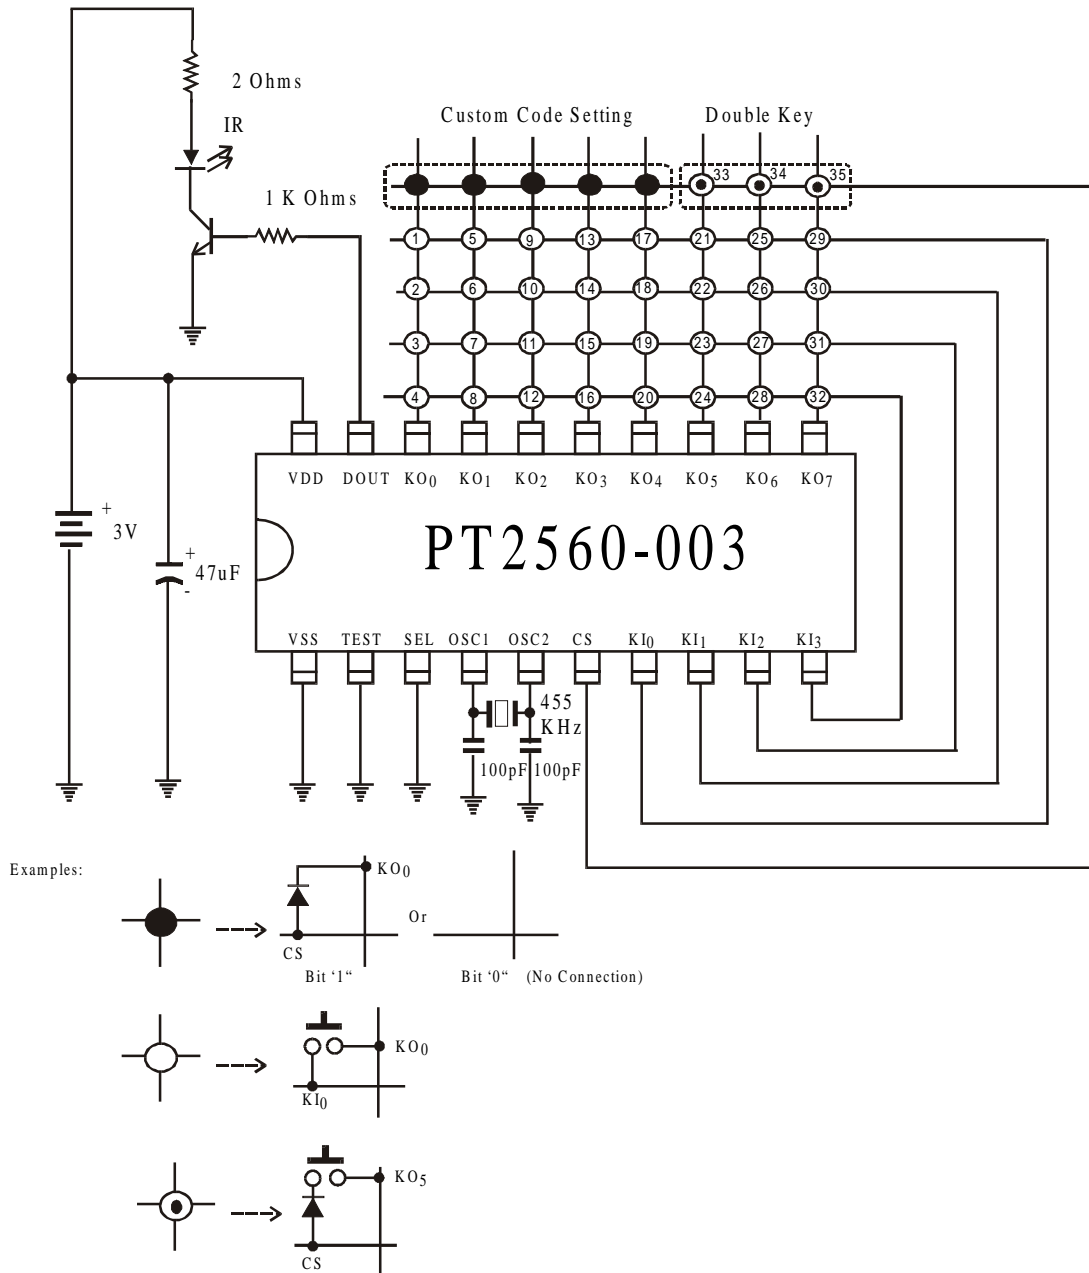 2 Ohms
IR
1 K Ohms
Custom Code Setting
Double Key
33 34 35
1 5 9 13 17 21 25 29
2 6 10 14 18 22 26 30
3 7 11 15 19 23 27 31
4 8 12 16 20 24 28 32
VDD DOUT KO0 KO1 KO2 KO3 KO4 KO5 KO6 KO7
PT2560-003
+
3V
+
47uF
-
VSS TEST SEL OSC1 OSC2 CS KI0 KI1 KI2 KI3
455
KHz
100pF 100pF
Examples:
KO0
Or
CS
Bit ‘1“
Bit ‘0“ (No Connection)
KO0
KI0
KO5
CS